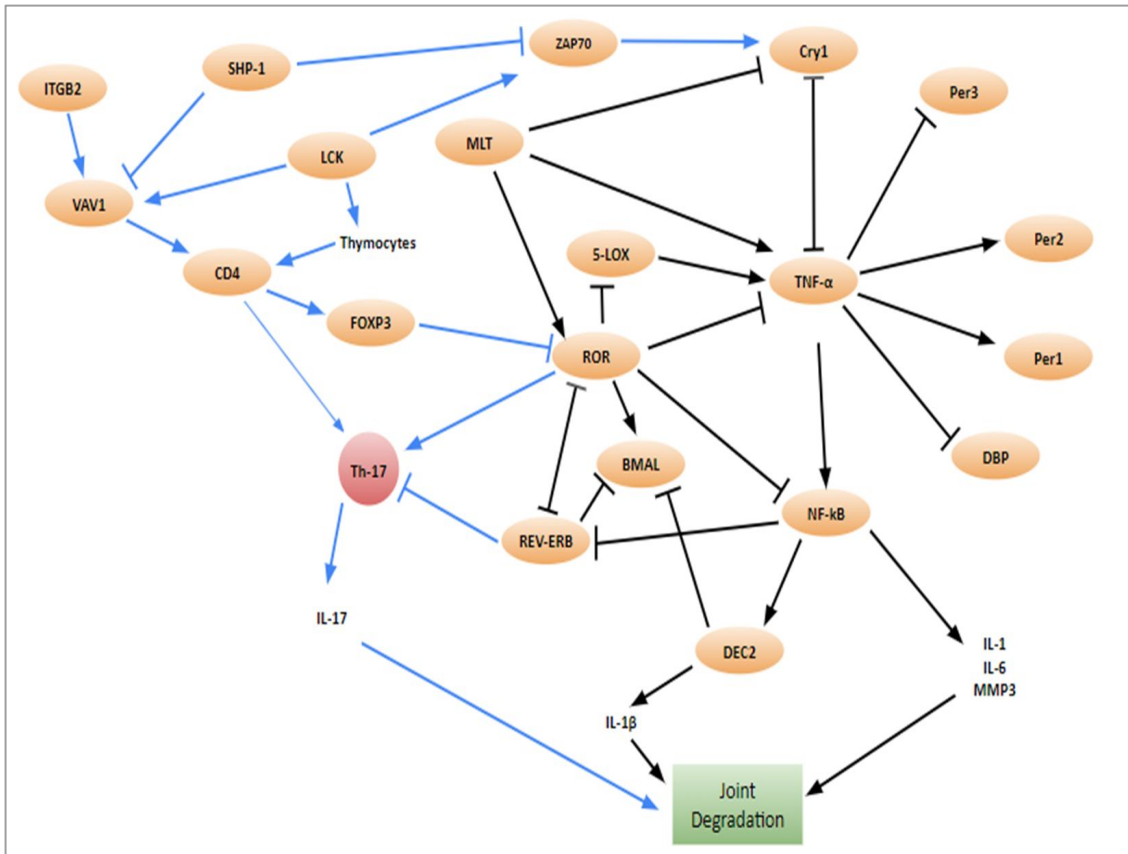 ZAP70
Cry1
SHP-1
ITGB2
Per3
MLT
LCK
VAV1
Thymocytes
Per2
5-LOX
CD4
TNF-α
FOXP3
ROR
Per1
BMAL
DBP
Th-17
NF-kB
REV-ERB
IL-17
IL-1
IL-6
MMP3
DEC2
IL-1β
Joint
Degradation